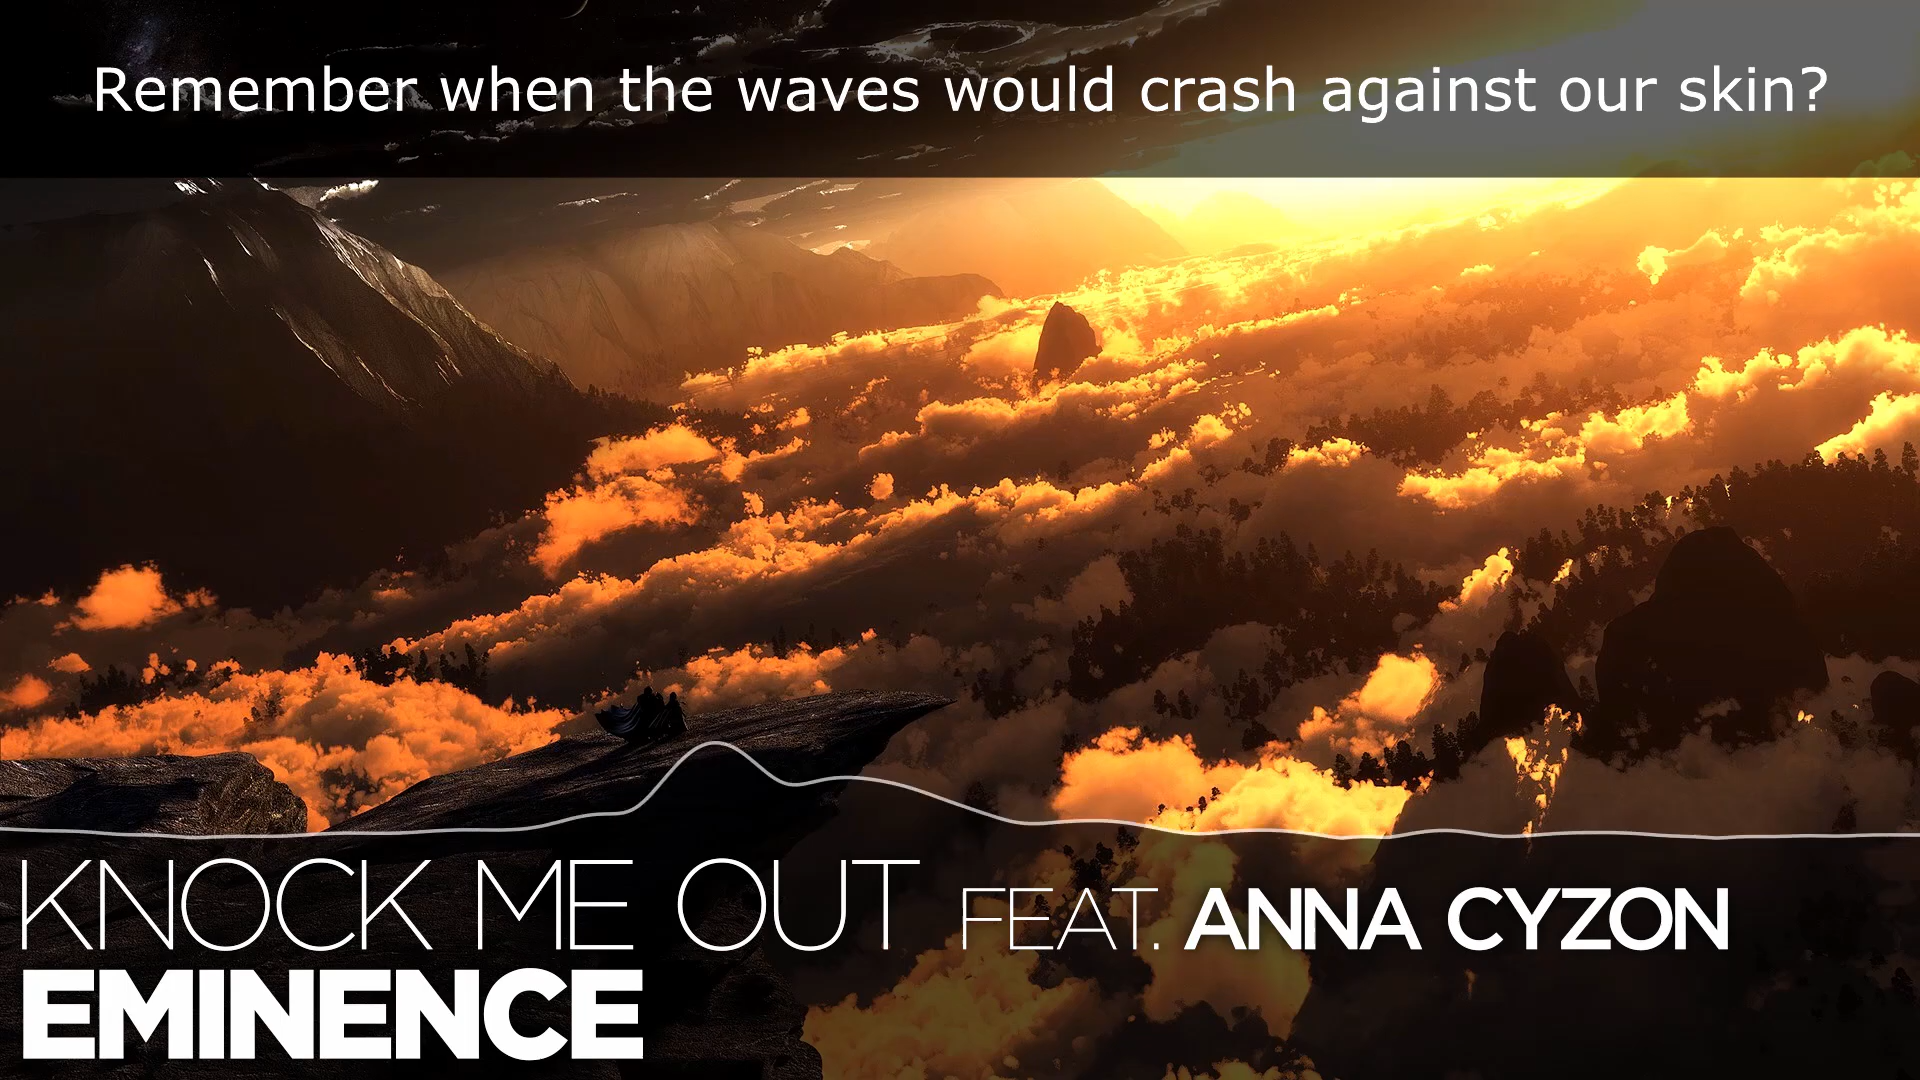 Remember when the waves would crash against our skin?
KNOCK ME OUT FEAT. ANNA CYZON
EMINENCE